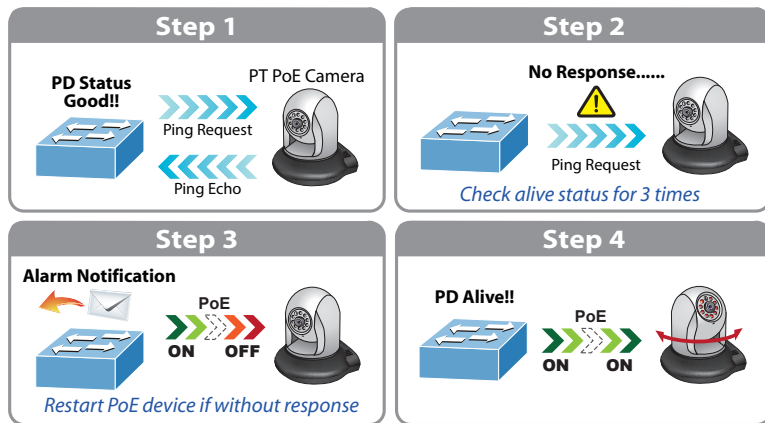 Step 1
PD Status
Good!!
PT PoE Camera
Ping Request
Ping Echo
Step 2
No Response......
Ping Request
Check alive status for 3 times
Step 3
Alarm Notification
PoE
ON OFF
Restart PoE device if without response
Step 4
PD Alive!!
PoE
ON ON